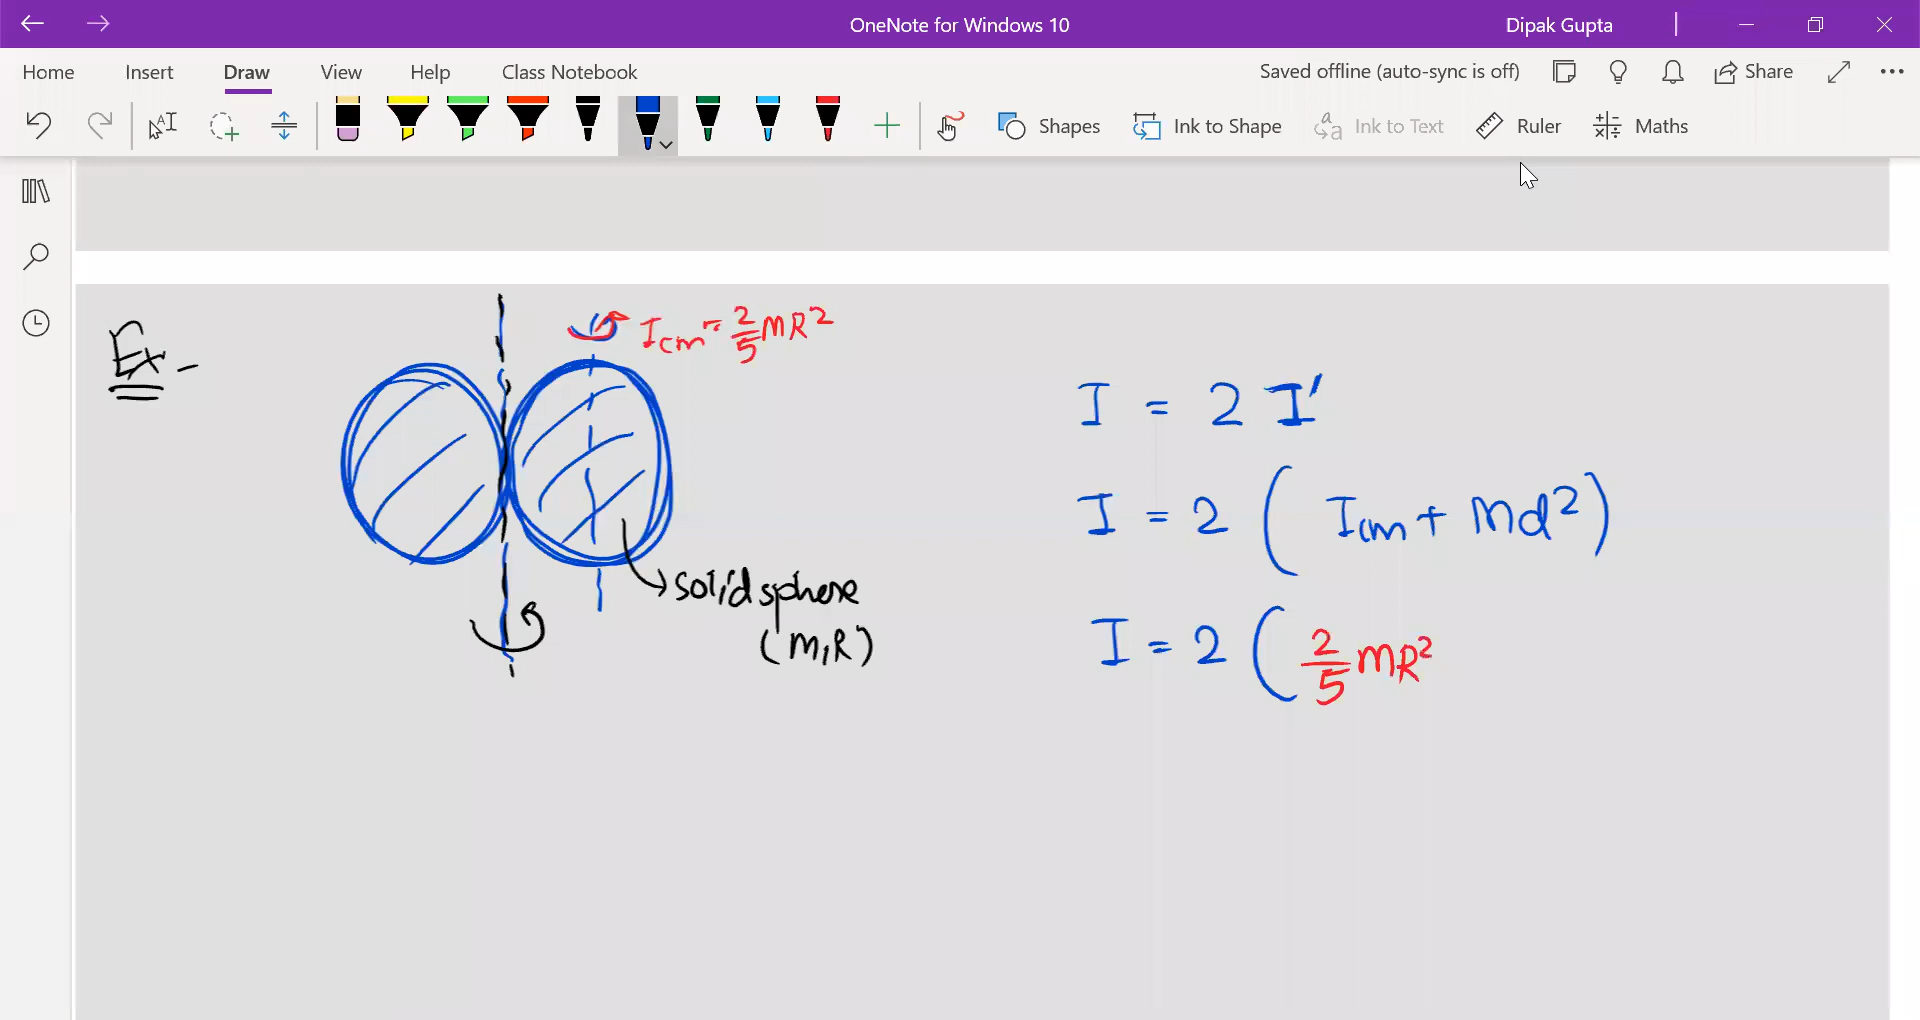 OneNote for Windows 10
Dipak Gupta
Home Insert Draw View Help Class Notebook
Saved offline (auto-sync is off) Share
Shapes Ink to Shape Ink to Text Ruler Maths
Ex -
Icm = 2/5 MR²
solid sphere
(M,R)
I = 2 I'
I = 2 ( Icm + Md² )
I = 2 ( 2/5 MR²